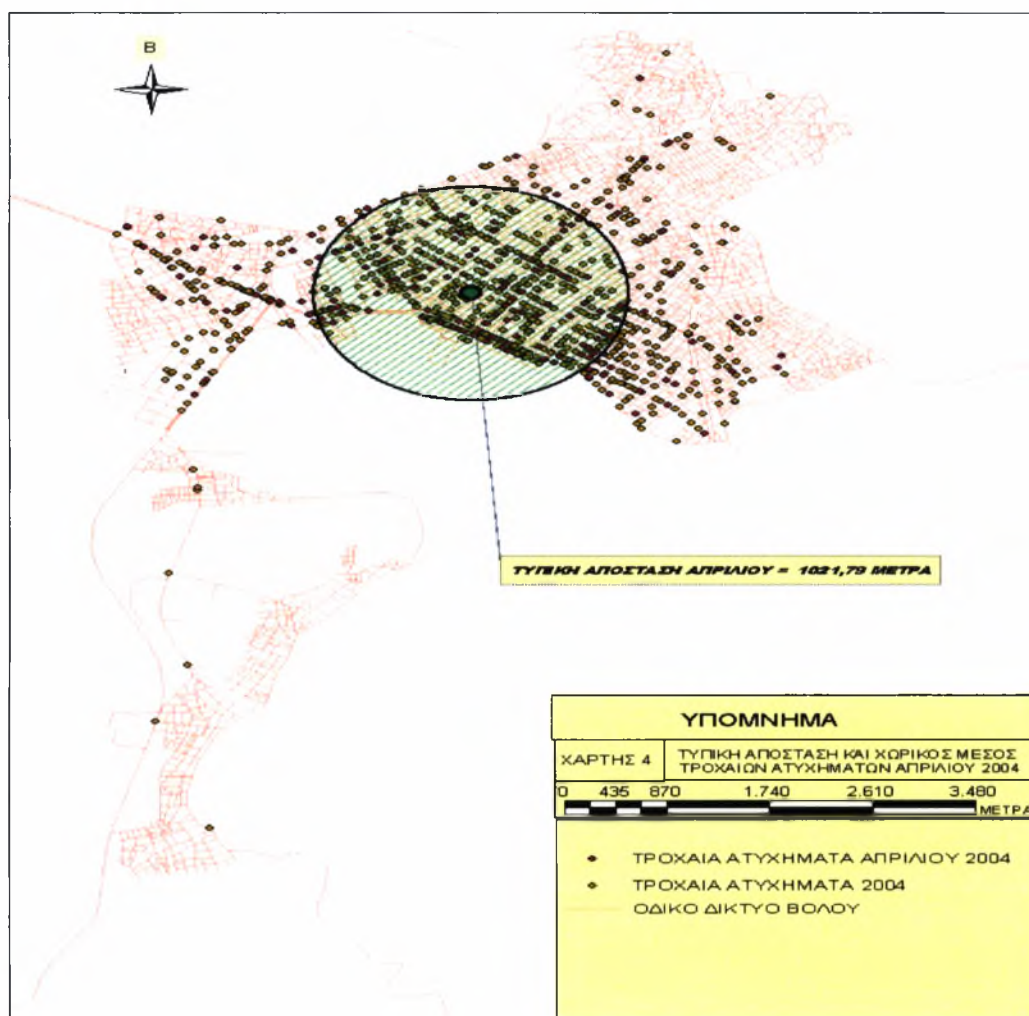 Β
ΤΥΠΙΚΗ ΑΠΟΣΤΑΣΗ ΑΠΡΙΛΙΟΥ = 1021,79 ΜΕΤΡΑ
ΥΠΟΜΝΗΜΑ
ΧΑΡΤΗΣ 4
ΤΥΠΙΚΗ ΑΠΟΣΤΑΣΗ ΚΑΙ ΧΩΡΙΚΟΣ ΜΕΣΟΣ
ΤΡΟΧΑΙΩΝ ΑΤΥΧΗΜΑΤΩΝ ΑΠΡΙΛΙΟΥ 2004
0 435 870 1.740 2.610 3.480
ΜΕΤΡΑ
ΤΡΟΧΑΙΑ ΑΤΥΧΗΜΑΤΑ ΑΠΡΙΛΙΟΥ 2004
ΤΡΟΧΑΙΑ ΑΤΥΧΗΜΑΤΑ 2004
ΟΔΙΚΟ ΔΙΚΤΥΟ ΒΟΛΟΥ